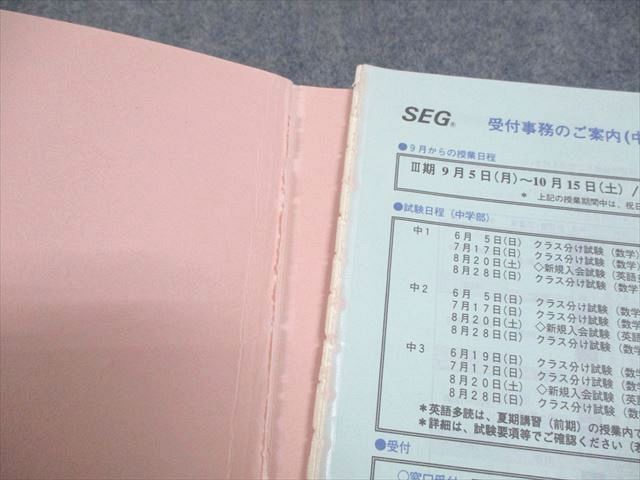 SEG®
受付事務のご案内(中
●9月からの授業日程
Ⅲ期 9月5日(月)～10月15日(土) /
* 上記の授業期間中は、祝日
●試験日程(中学部)
中1 6月 5日(日) クラス分け試験(数学)
7月17日(日) クラス分け試験(数学)
8月20日(土) ◇新規入会試験(英語
8月28日(日) クラス分け試験(数学
中2 6月 5日(日) クラス分け試験(数学
7月17日(日) クラス分け試験(数学
8月20日(土) ◇新規入会試験(英語
8月28日(日) クラス分け試験(数学
中3 6月19日(日) クラス分け試験(数学
7月17日(日) クラス分け試験(数学
8月20日(土) ◇新規入会試験(英語
8月28日(日) クラス分け試験(数
*英語多読は、夏期講習(前期)の授業内で
*詳細は、試験要項等でご確認ください(
●受付
○窓口受付